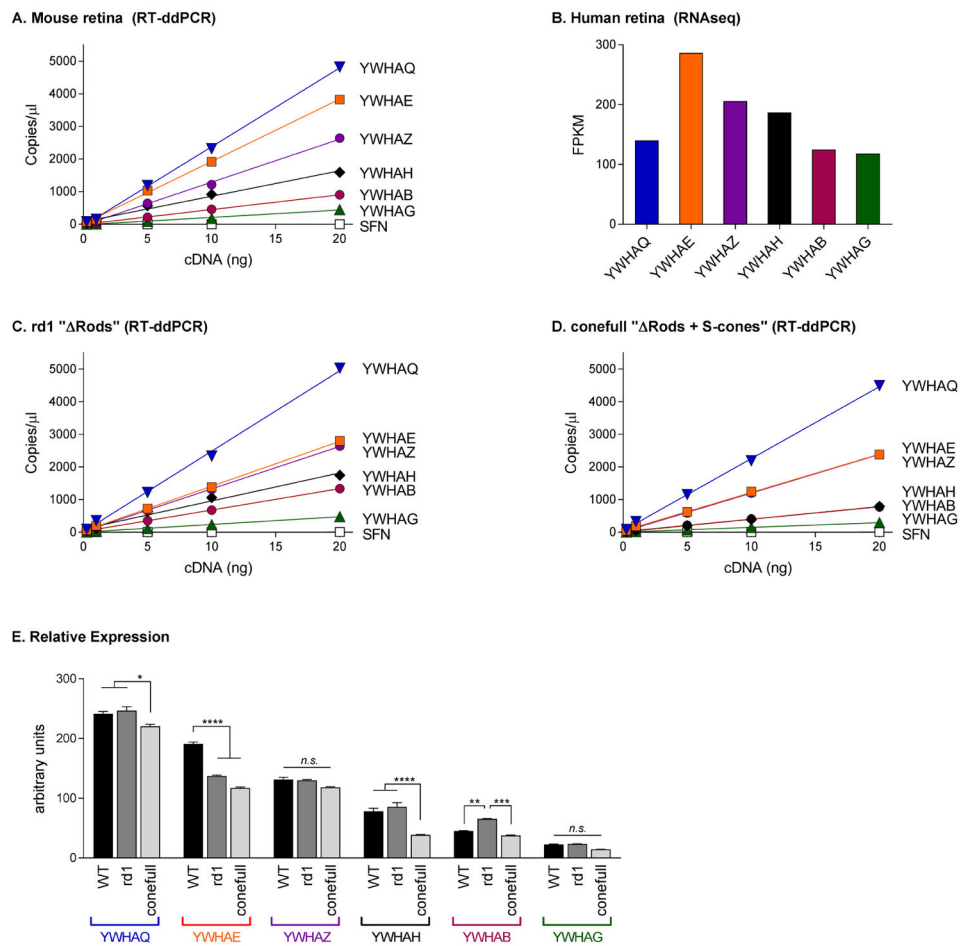 A. Mouse retina (RT-ddPCR)
Copies/µl
5000
4000
3000
2000
1000
0
0
5
10
15
20
cDNA (ng)
YWHAQ
YWHAE
YWHAZ
YWHAH
YWHAB
YWHAG
SFN
B. Human retina (RNAseq)
FPKM
300
200
100
0
YWHAQ
YWHAE
YWHAZ
YWHAH
YWHAB
YWHAG
C. rd1 "ΔRods" (RT-ddPCR)
Copies/µl
5000
4000
3000
2000
1000
0
0
5
10
15
20
cDNA (ng)
YWHAQ
YWHAE
YWHAZ
YWHAH
YWHAB
YWHAG
SFN
D. conefull "ΔRods + S-cones" (RT-ddPCR)
Copies/µl
5000
4000
3000
2000
1000
0
0
5
10
15
20
cDNA (ng)
YWHAQ
YWHAE
YWHAZ
YWHAH
YWHAB
YWHAG
SFN
E. Relative Expression
arbitrary units
300
200
100
0
*
****
n.s.
****
** ***
n.s.
WT rd1 conefull
WT rd1 conefull
WT rd1 conefull
WT rd1 conefull
WT rd1 conefull
WT rd1 conefull
YWHAQ YWHAE YWHAZ YWHAH YWHAB YWHAG